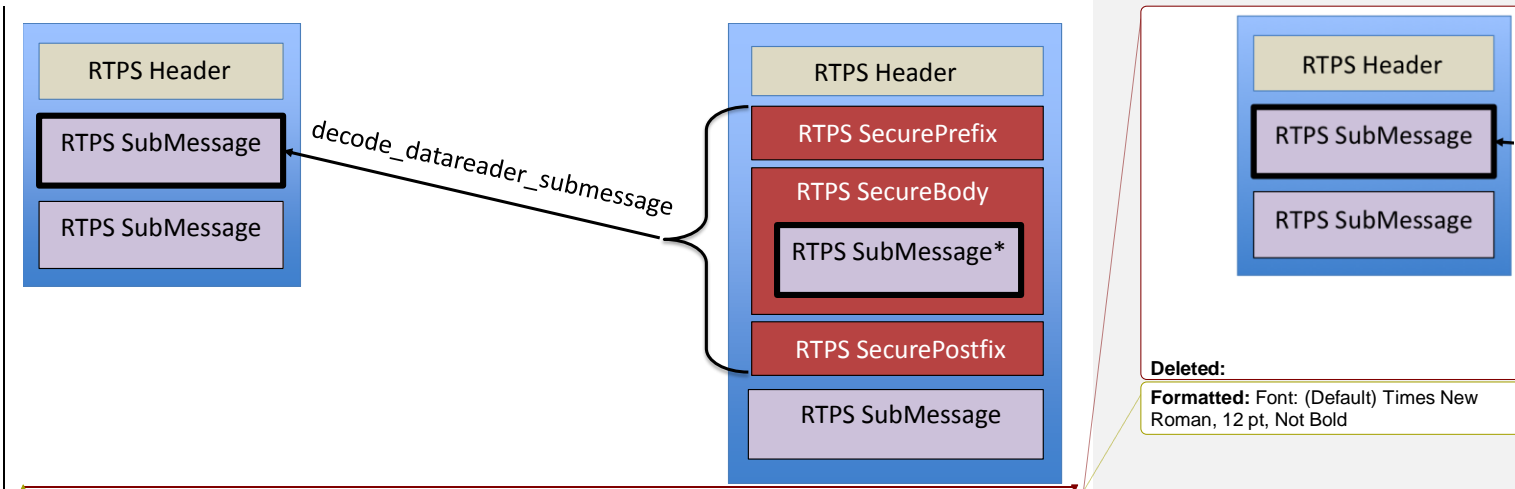 RTPS Header
RTPS SubMessage
RTPS SubMessage
decode_datareader_submessage
RTPS Header
RTPS SecurePrefix
RTPS SecureBody
RTPS SubMessage*
RTPS SecurePostfix
RTPS SubMessage
RTPS Header
RTPS SubMessage
RTPS SubMessage
Deleted:
Formatted: Font: (Default) Times New
Roman, 12 pt, Not Bold